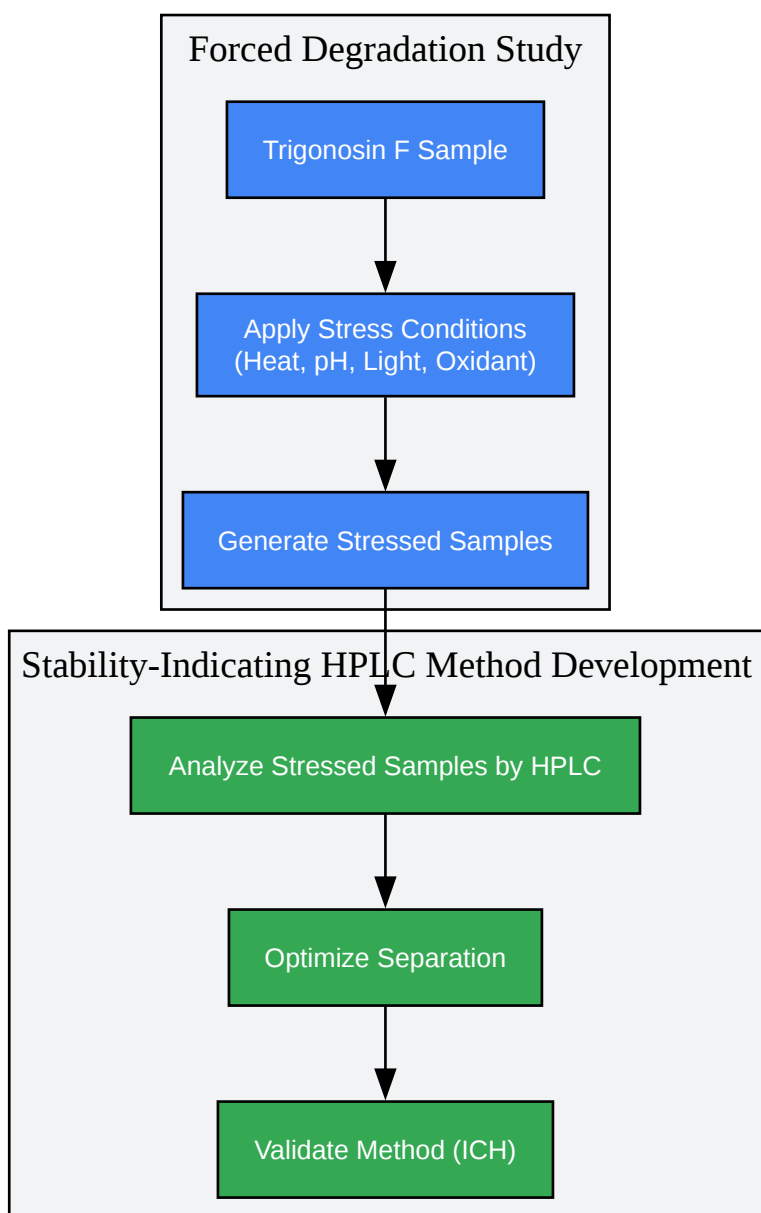 Forced Degradation Study
Trigonosin F Sample
Apply Stress Conditions
(Heat, pH, Light, Oxidant)
Generate Stressed Samples
Stability-Indicating HPLC Method Development
Analyze Stressed Samples by HPLC
Optimize Separation
Validate Method (ICH)